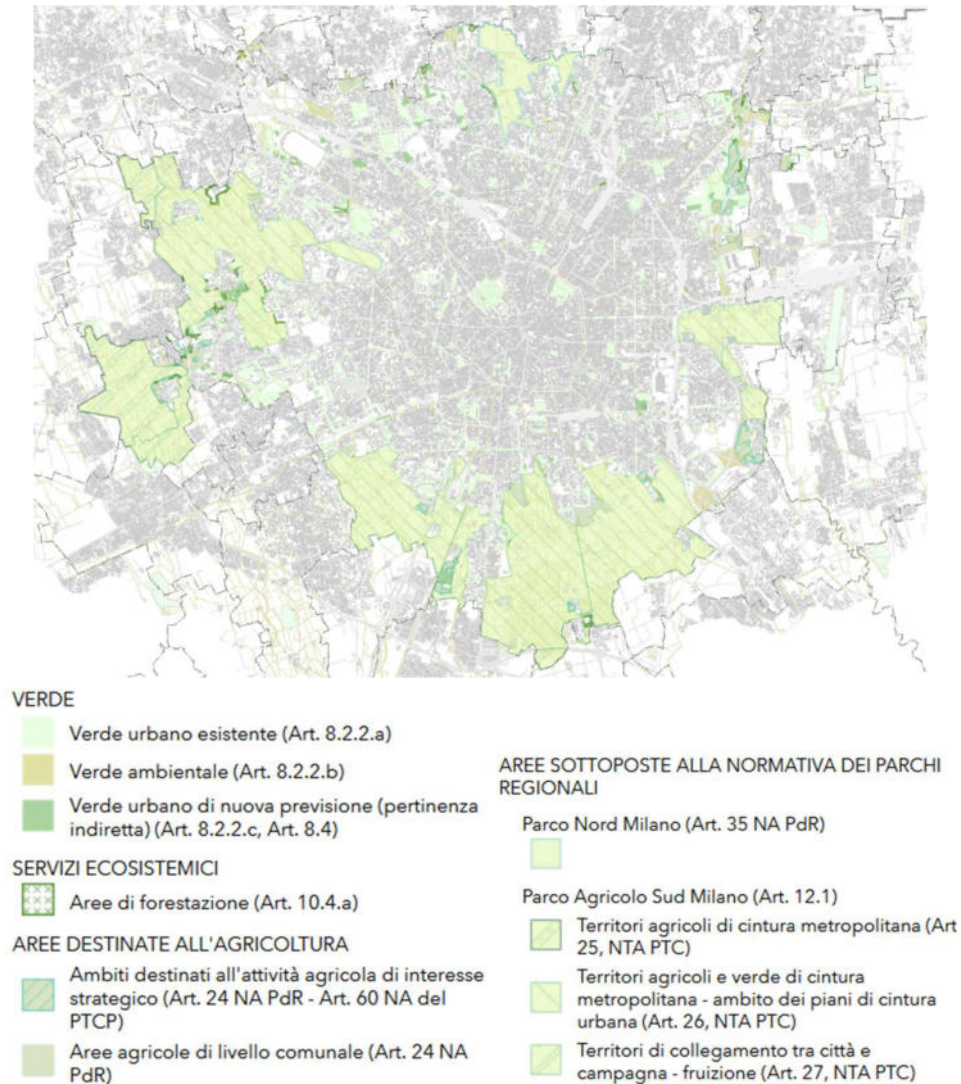 VERDE
Verde urbano esistente (Art. 8.2.2.a)
Verde ambientale (Art. 8.2.2.b)
Verde urbano di nuova previsione (pertinenza
indiretta) (Art. 8.2.2.c, Art. 8.4)
SERVIZI ECOSISTEMICI
Aree di forestazione (Art. 10.4.a)
AREE DESTINATE ALL'AGRICOLTURA
Ambiti destinati all'attività agricola di interesse
strategico (Art. 24 NA PdR - Art. 60 NA del
PTCP)
Aree agricole di livello comunale (Art. 24 NA
PdR)
AREE SOTTOPOSTE ALLA NORMATIVA DEI PARCHI
REGIONALI
Parco Nord Milano (Art. 35 NA PdR)
Parco Agricolo Sud Milano (Art. 12.1)
Territori agricoli di cintura metropolitana (Art
25, NTA PTC)
Territori agricoli e verde di cintura
metropolitana - ambito dei piani di cintura
urbana (Art. 26, NTA PTC)
Territori di collegamento tra città e
campagna - fruizione (Art. 27, NTA PTC)